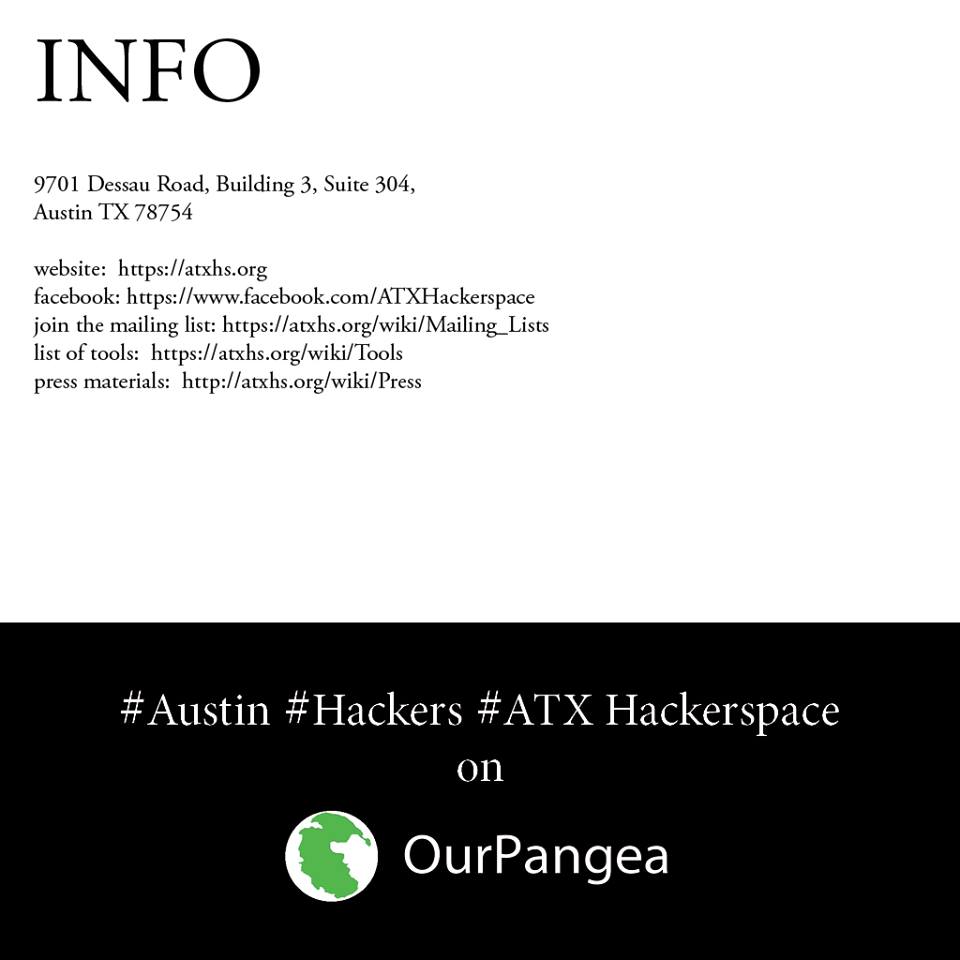 INFO
9701 Dessau Road, Building 3, Suite 304,
Austin TX 78754
website:  https://atxhs.org
facebook: https://www.facebook.com/ATXHackerspace
join the mailing list: https://atxhs.org/wiki/Mailing_Lists
list of tools:  https://atxhs.org/wiki/Tools
press materials:  http://atxhs.org/wiki/Press
#Austin #Hackers #ATX Hackerspace
on
OurPangea